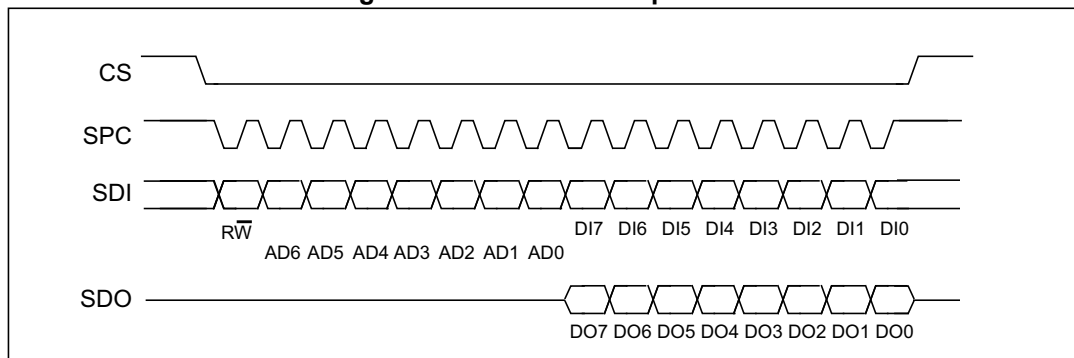 CS
SPC
SDI
RW DI7 DI6 DI5 DI4 DI3 DI2 DI1 DI0
AD6 AD5 AD4 AD3 AD2 AD1 AD0
SDO
DO7 DO6 DO5 DO4 DO3 DO2 DO1 DO0